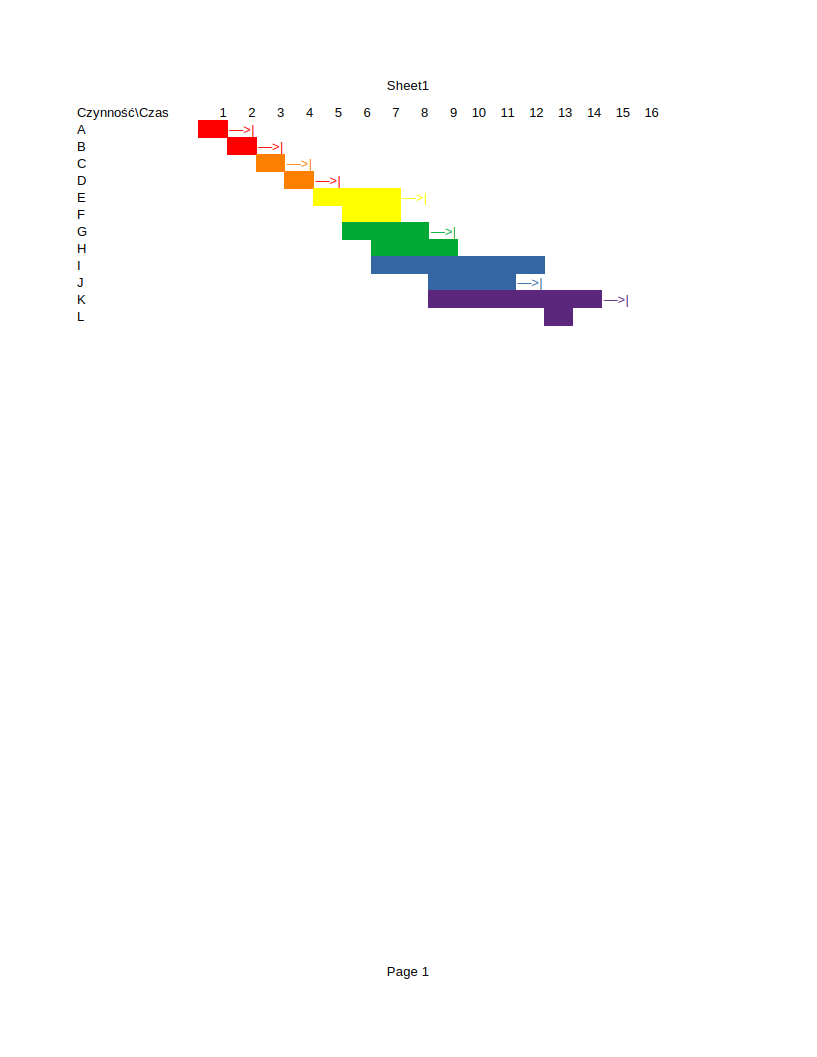 Sheet1
Czynność\Czas 1 2 3 4 5 6 7 8 9 10 11 12 13 14 15 16
A —>|
B —>|
C —>|
D —>|
E —>|
F
G —>|
H
I
J —>|
K —>|
L
Page 1